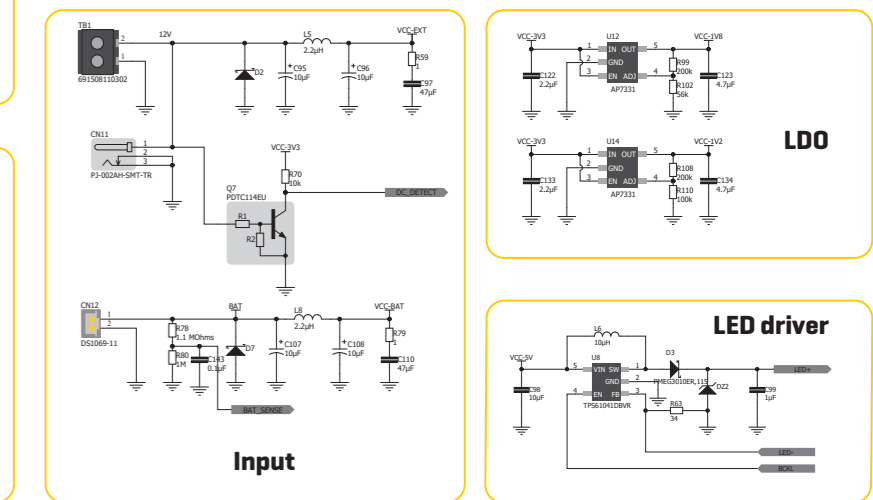 TB1
2
12V
1
691508110302
L5
2.2µH
VCC-EXT
D2
+
C95
10µF
+
C96
10µF
R59
1
C97
47µF
CN11
1
2
3
PJ-002AH-SMT-TR
Q7
PDTC114EU
R1
R2
VCC-3V3
R70
10k
DC_DETECT
CN12
1
2
DS1069-11
R78
1.1 MOhms
R80
1M
C143
0.1µF
BAT
D7
L8
2.2µH
+
C107
10µF
+
C108
10µF
VCC-BAT
R79
1
C110
47µF
BAT_SENSE
Input
VCC-3V3
C122
2.2µF
U12
1 IN OUT 5
2 GND
3 EN ADJ 4
AP7331
VCC-1V8
R99
200k
R102
56k
C123
4.7µF
LDO
VCC-3V3
C133
2.2µF
U14
1 IN OUT 5
2 GND
3 EN ADJ 4
AP7331
VCC-1V2
R108
200k
R110
100k
C134
4.7µF
LED driver
L6
10µH
VCC-5V
C98
10µF
U8
5 VIN SW 1
GND 2
4 EN FB 3
TPS61041DBVR
D3
PMEG3010ER,115
DZ2
R63
34
C99
1µF
LED+
LED-
BCKL